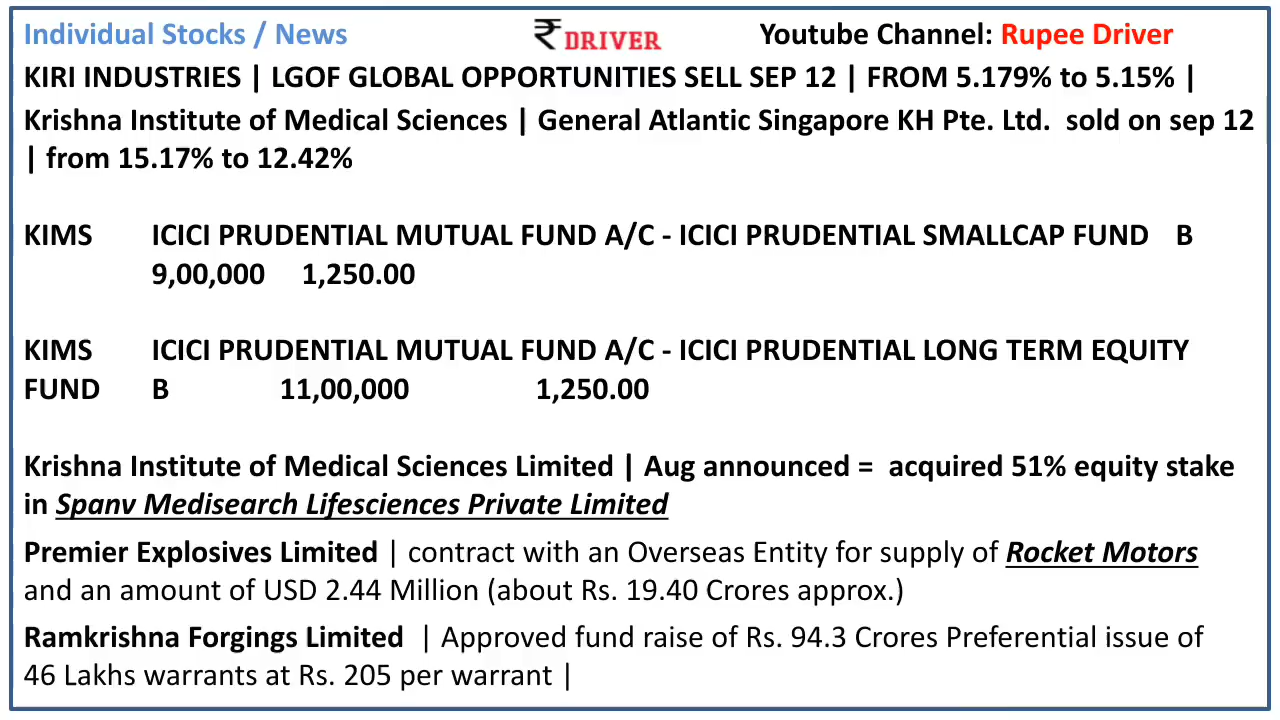 Individual Stocks / News ₹ DRIVER Youtube Channel: Rupee Driver
KIRI INDUSTRIES | LGOF GLOBAL OPPORTUNITIES SELL SEP 12 | FROM 5.179% to 5.15% |
Krishna Institute of Medical Sciences | General Atlantic Singapore KH Pte. Ltd. sold on sep 12
| from 15.17% to 12.42%
KIMS ICICI PRUDENTIAL MUTUAL FUND A/C - ICICI PRUDENTIAL SMALLCAP FUND B
9,00,000 1,250.00
KIMS ICICI PRUDENTIAL MUTUAL FUND A/C - ICICI PRUDENTIAL LONG TERM EQUITY
FUND B 11,00,000 1,250.00
Krishna Institute of Medical Sciences Limited | Aug announced = acquired 51% equity stake
in Spanv Medisearch Lifesciences Private Limited
Premier Explosives Limited | contract with an Overseas Entity for supply of Rocket Motors
and an amount of USD 2.44 Million (about Rs. 19.40 Crores approx.)
Ramkrishna Forgings Limited | Approved fund raise of Rs. 94.3 Crores Preferential issue of
46 Lakhs warrants at Rs. 205 per warrant |